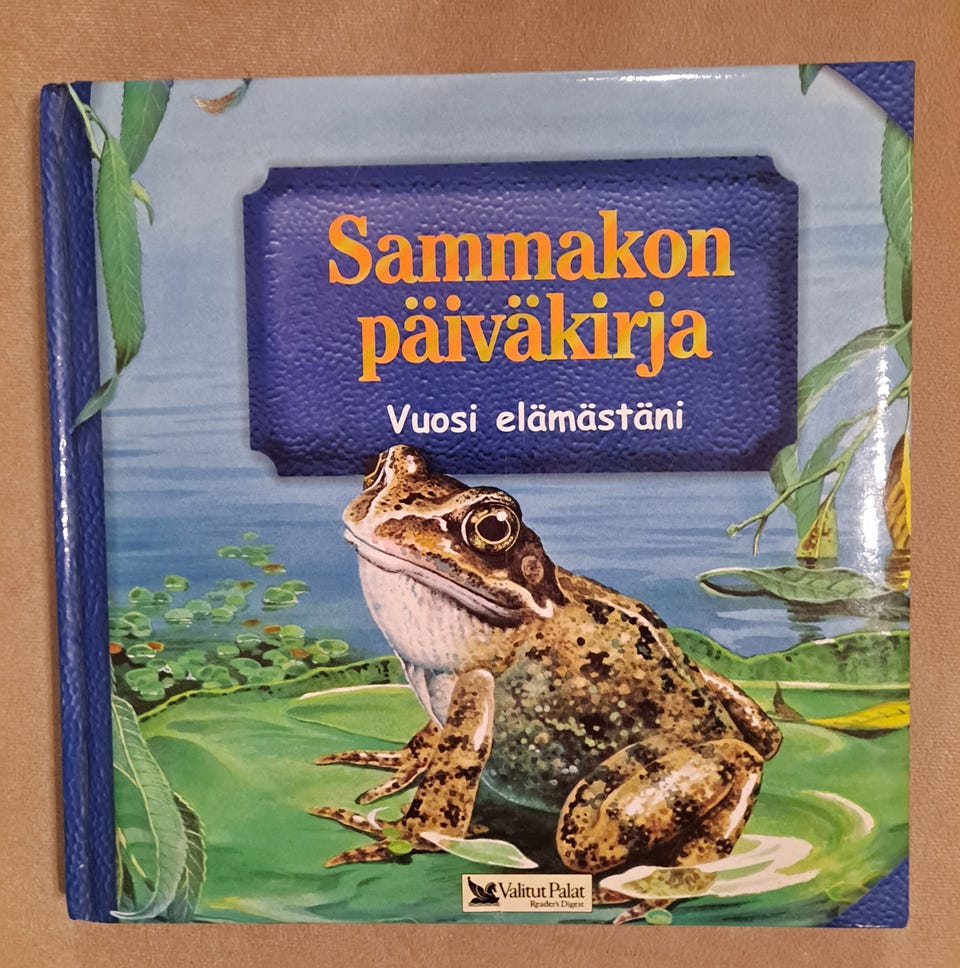 Sammakon
päiväkirja
Vuosi elämästäni
Valitut Palat
Reader's Digest